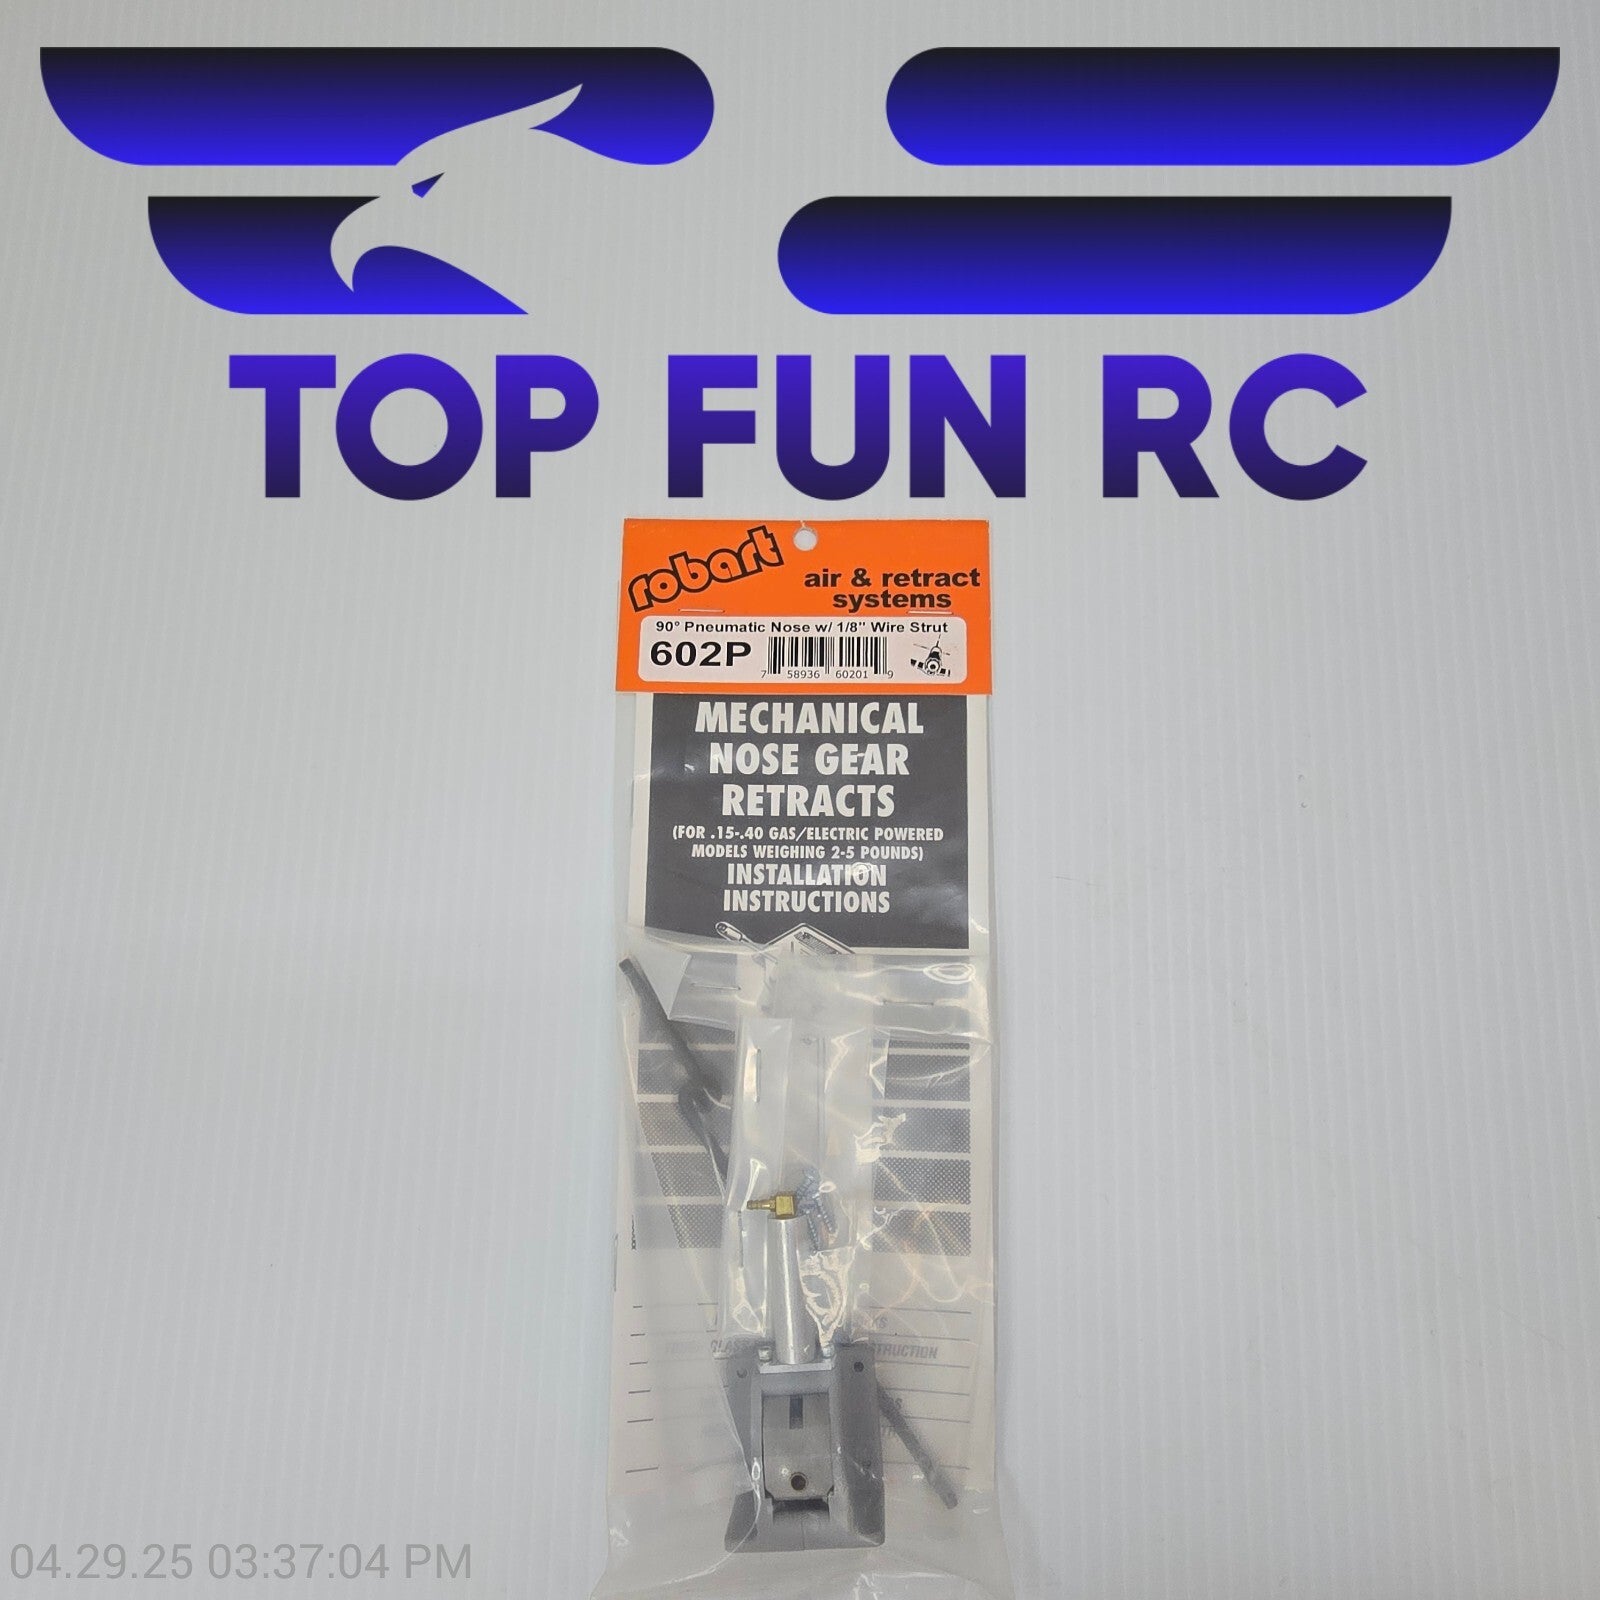 TOP FUN RC
robart
air & retract
systems
90° Pneumatic Nose w/ 1/8" Wire Strut
602P
7 58936 60201 9
MECHANICAL
NOSE GEAR
RETRACTS
(FOR .15-.40 GAS/ELECTRIC POWERED
MODELS WEIGHING 2-5 POUNDS)
INSTALLATION
INSTRUCTIONS
04.29.25 03:37:04 PM